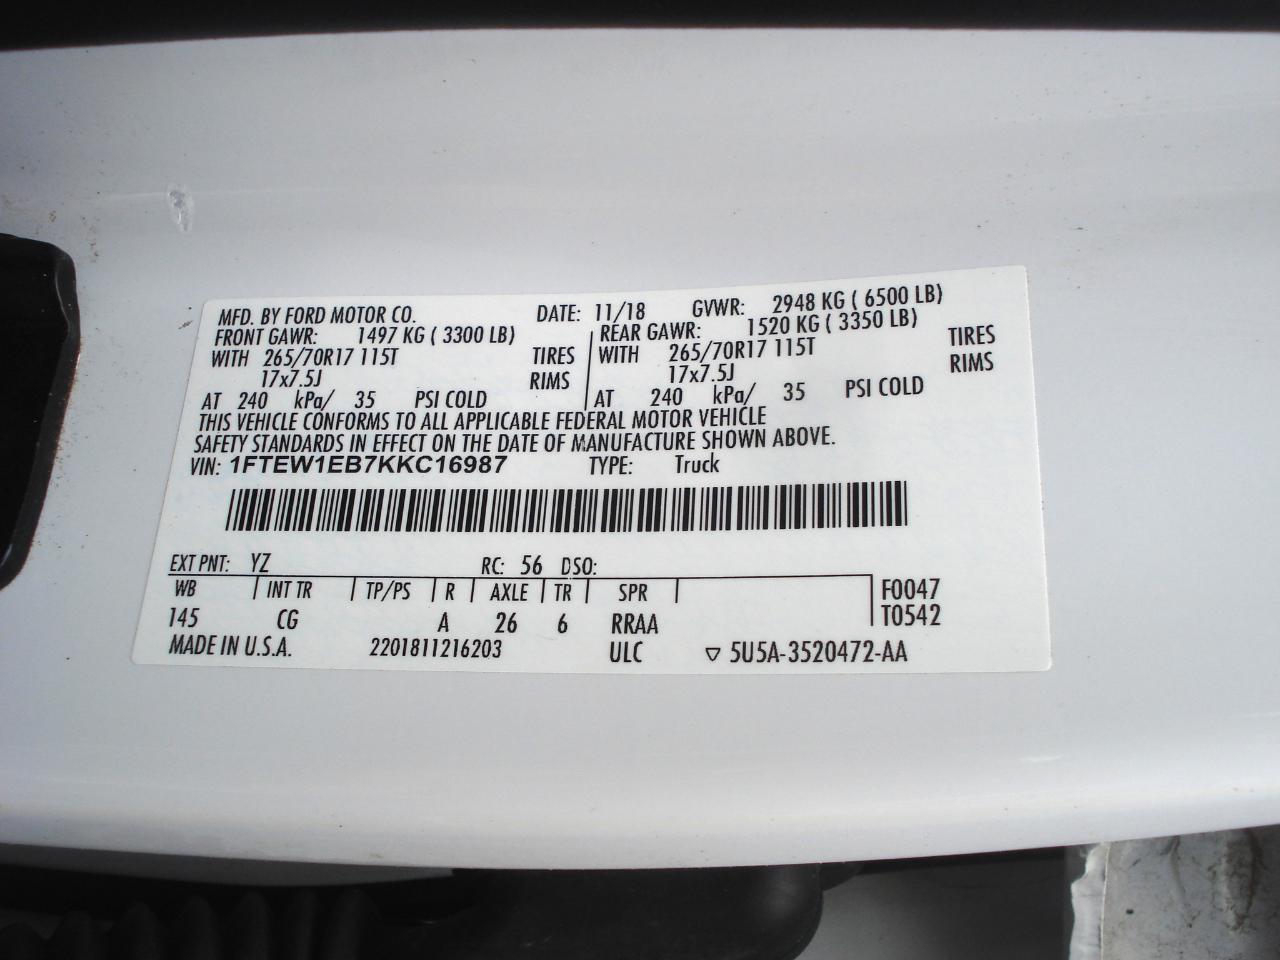 MFD. BY FORD MOTOR CO. DATE: 11/18 GVWR: 2948 KG ( 6500 LB)
FRONT GAWR: 1497 KG ( 3300 LB) REAR GAWR: 1520 KG ( 3350 LB)
WITH 265/70R17 115T TIRES WITH 265/70R17 115T TIRES
17x7.5J RIMS 17x7.5J RIMS
AT 240 kPa/ 35 PSI COLD AT 240 kPa/ 35 PSI COLD
THIS VEHICLE CONFORMS TO ALL APPLICABLE FEDERAL MOTOR VEHICLE
SAFETY STANDARDS IN EFFECT ON THE DATE OF MANUFACTURE SHOWN ABOVE.
VIN: 1FTEW1EB7KKC16987 TYPE: Truck
EXT PNT: YZ RC: 56 DSO:
WB INT TR TP/PS R AXLE TR SPR F0047
145 CG A 26 6 RRAA T0542
MADE IN U.S.A. 2201811216203 ULC ▽ 5U5A-3520472-AA